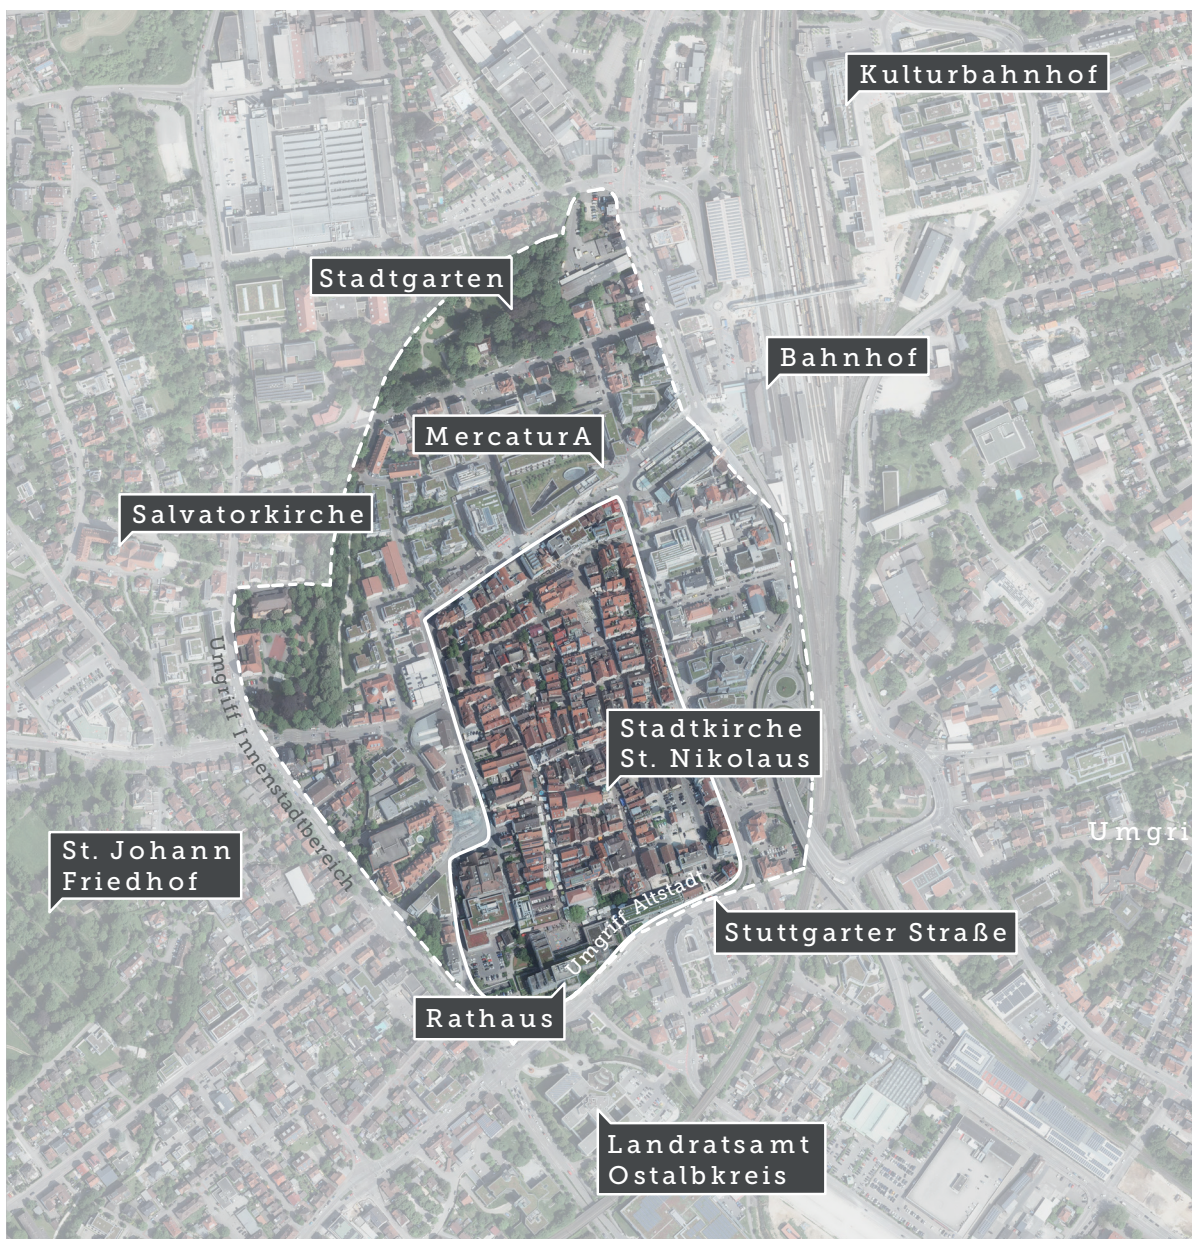 Kulturbahnhof
Stadtgarten
Bahnhof
MercaturA
Salvatorkirche
Umgriff Innenstadtbereich
Stadtkirche
St. Nikolaus
Umgri
St. Johann
Friedhof
Umgriff Altstadt
Stuttgarter Straße
Rathaus
Landratsamt
Ostalbkreis